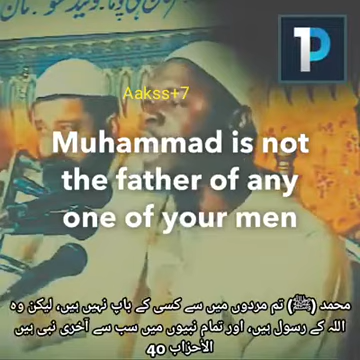 1P
Aakss+7
Muhammad is not
the father of any
one of your men
محمد (ﷺ) تم مردوں میں سے کسی کے باپ نہیں ہیں، لیکن وہ
اللہ کے رسول ہیں، اور تمام نبیوں میں سب سے آخری نبی ہیں
الأحزاب 40